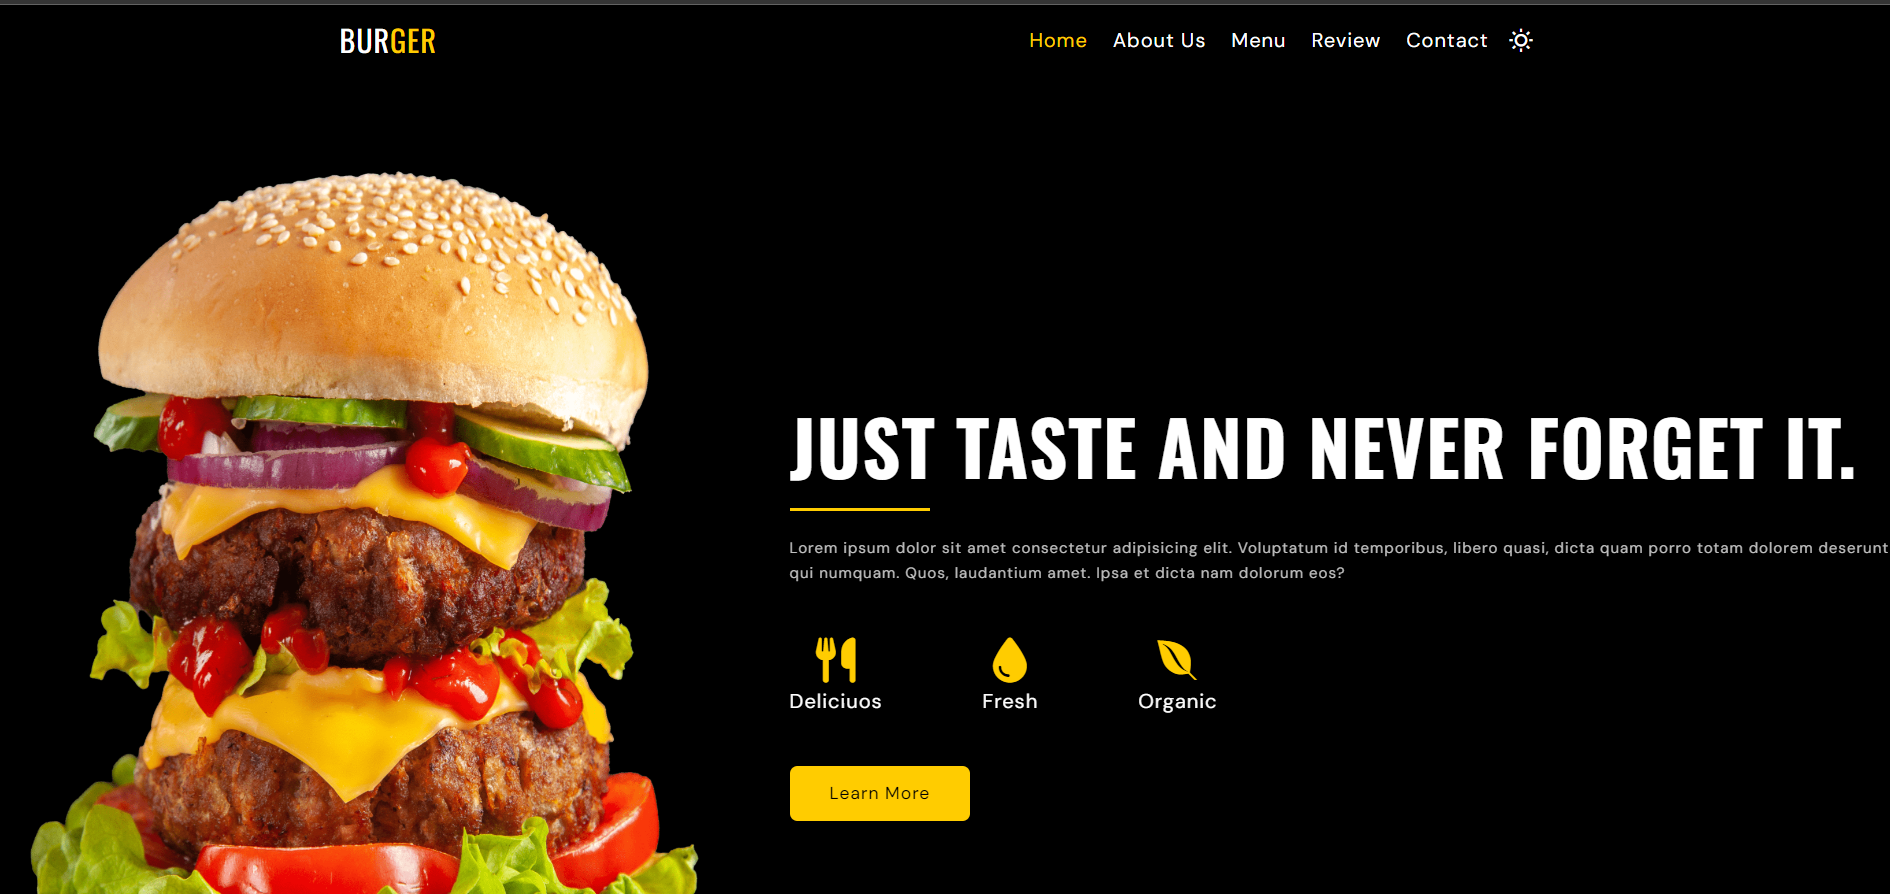 BURGER
Home About Us Menu Review Contact
JUST TASTE AND NEVER FORGET IT.
Lorem ipsum dolor sit amet consectetur adipisicing elit. Voluptatum id temporibus, libero quasi, dicta quam porro totam dolorem deserunt
qui numquam. Quos, laudantium amet. Ipsa et dicta nam dolorum eos?
Deliciuos Fresh Organic
Learn More